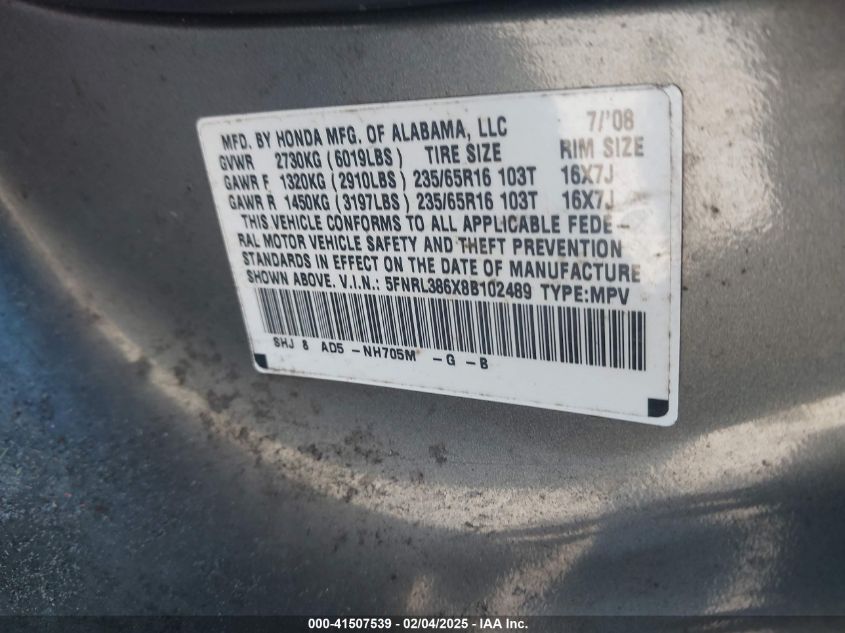 MFD. BY HONDA MFG. OF ALABAMA, LLC 7/'08
GVWR 2730KG (6019LBS) TIRE SIZE RIM SIZE
GAWR F 1320KG (2910LBS) 235/65R16 103T 16X7J
GAWR R 1450KG (3197LBS) 235/65R16 103T 16X7J
THIS VEHICLE CONFORMS TO ALL APPLICABLE FEDE-
RAL MOTOR VEHICLE SAFETY AND THEFT PREVENTION
STANDARDS IN EFFECT ON THE DATE OF MANUFACTURE
SHOWN ABOVE. V.I.N.: 5FNRL386X8B102489 TYPE:MPV
SHJ 8 AD5 -NH705M -G -B
000-41507539 - 02/04/2025 - IAA Inc.